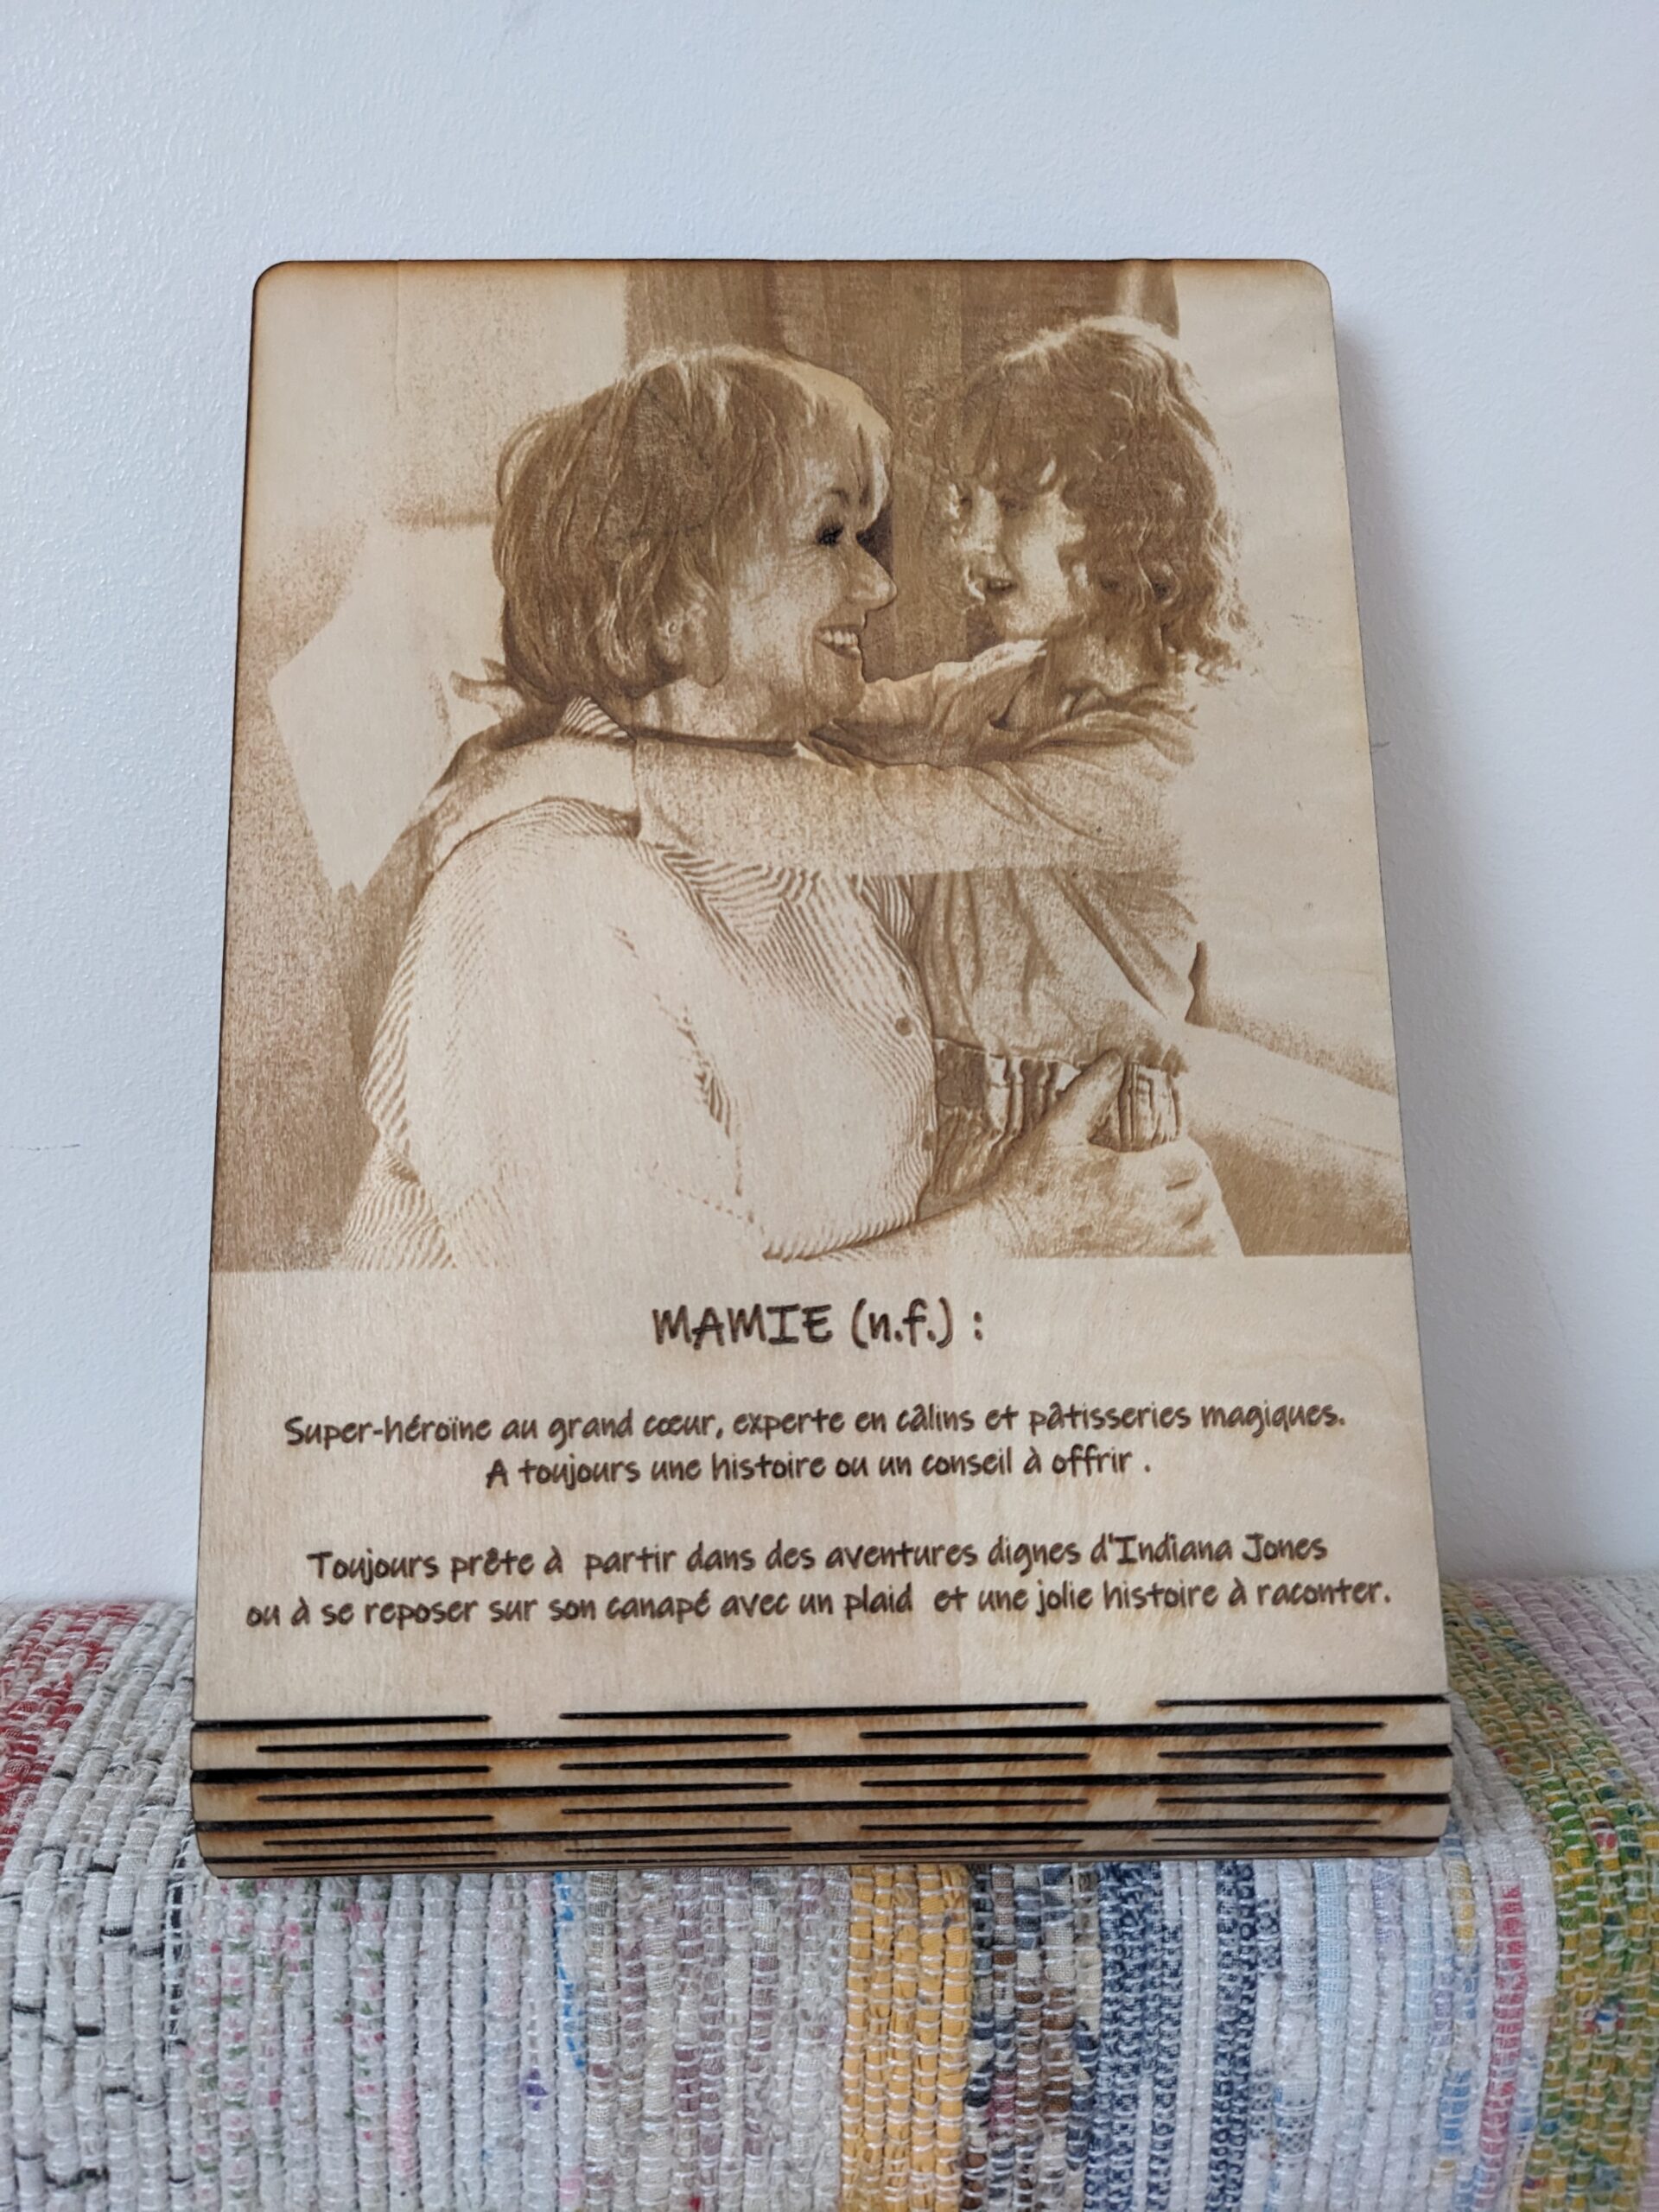 MAMIE (n.f.) :
Super-héroïne au grand cœur, experte en câlins et pâtisseries magiques.
A toujours une histoire ou un conseil à offrir .
Toujours prête à  partir dans des aventures dignes d'Indiana Jones
ou à se reposer sur son canapé avec un plaid  et une jolie histoire à raconter.